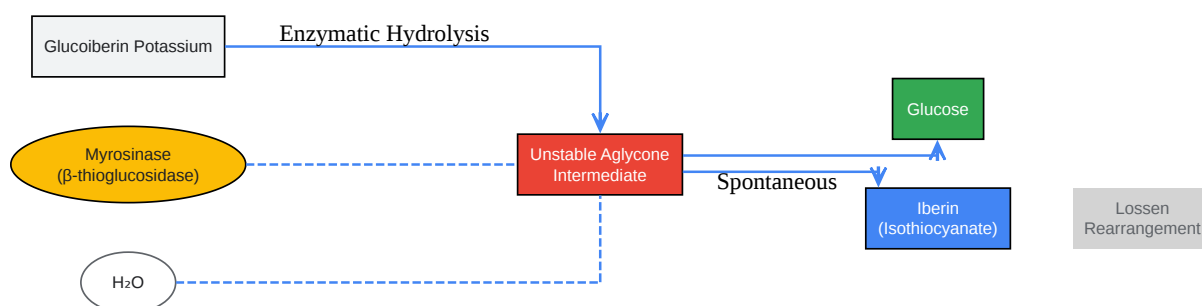 Glucoiberin Potassium
Enzymatic Hydrolysis
Glucose
Myrosinase
(β-thioglucosidase)
Unstable Aglycone
Intermediate
Spontaneous
Iberin
(Isothiocyanate)
Lossen
Rearrangement
H₂O